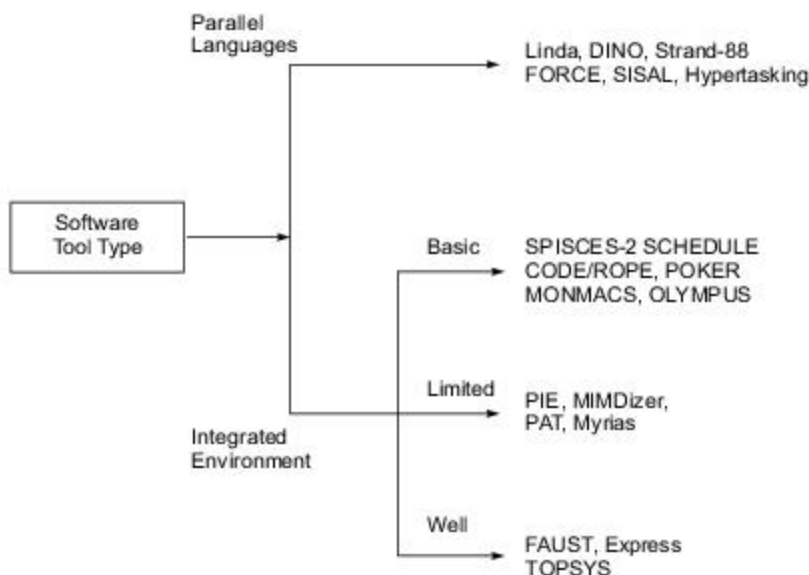 Parallel
Languages
Linda, DINO, Strand-88
FORCE, SISAL, Hypertasking
Software
Tool Type
Basic
SPISCES-2 SCHEDULE
CODE/ROPE, POKER
MONMACS, OLYMPUS
Limited
PIE, MIMDizer,
PAT, Myrias
Integrated
Environment
Well
FAUST, Express
TOPSYS